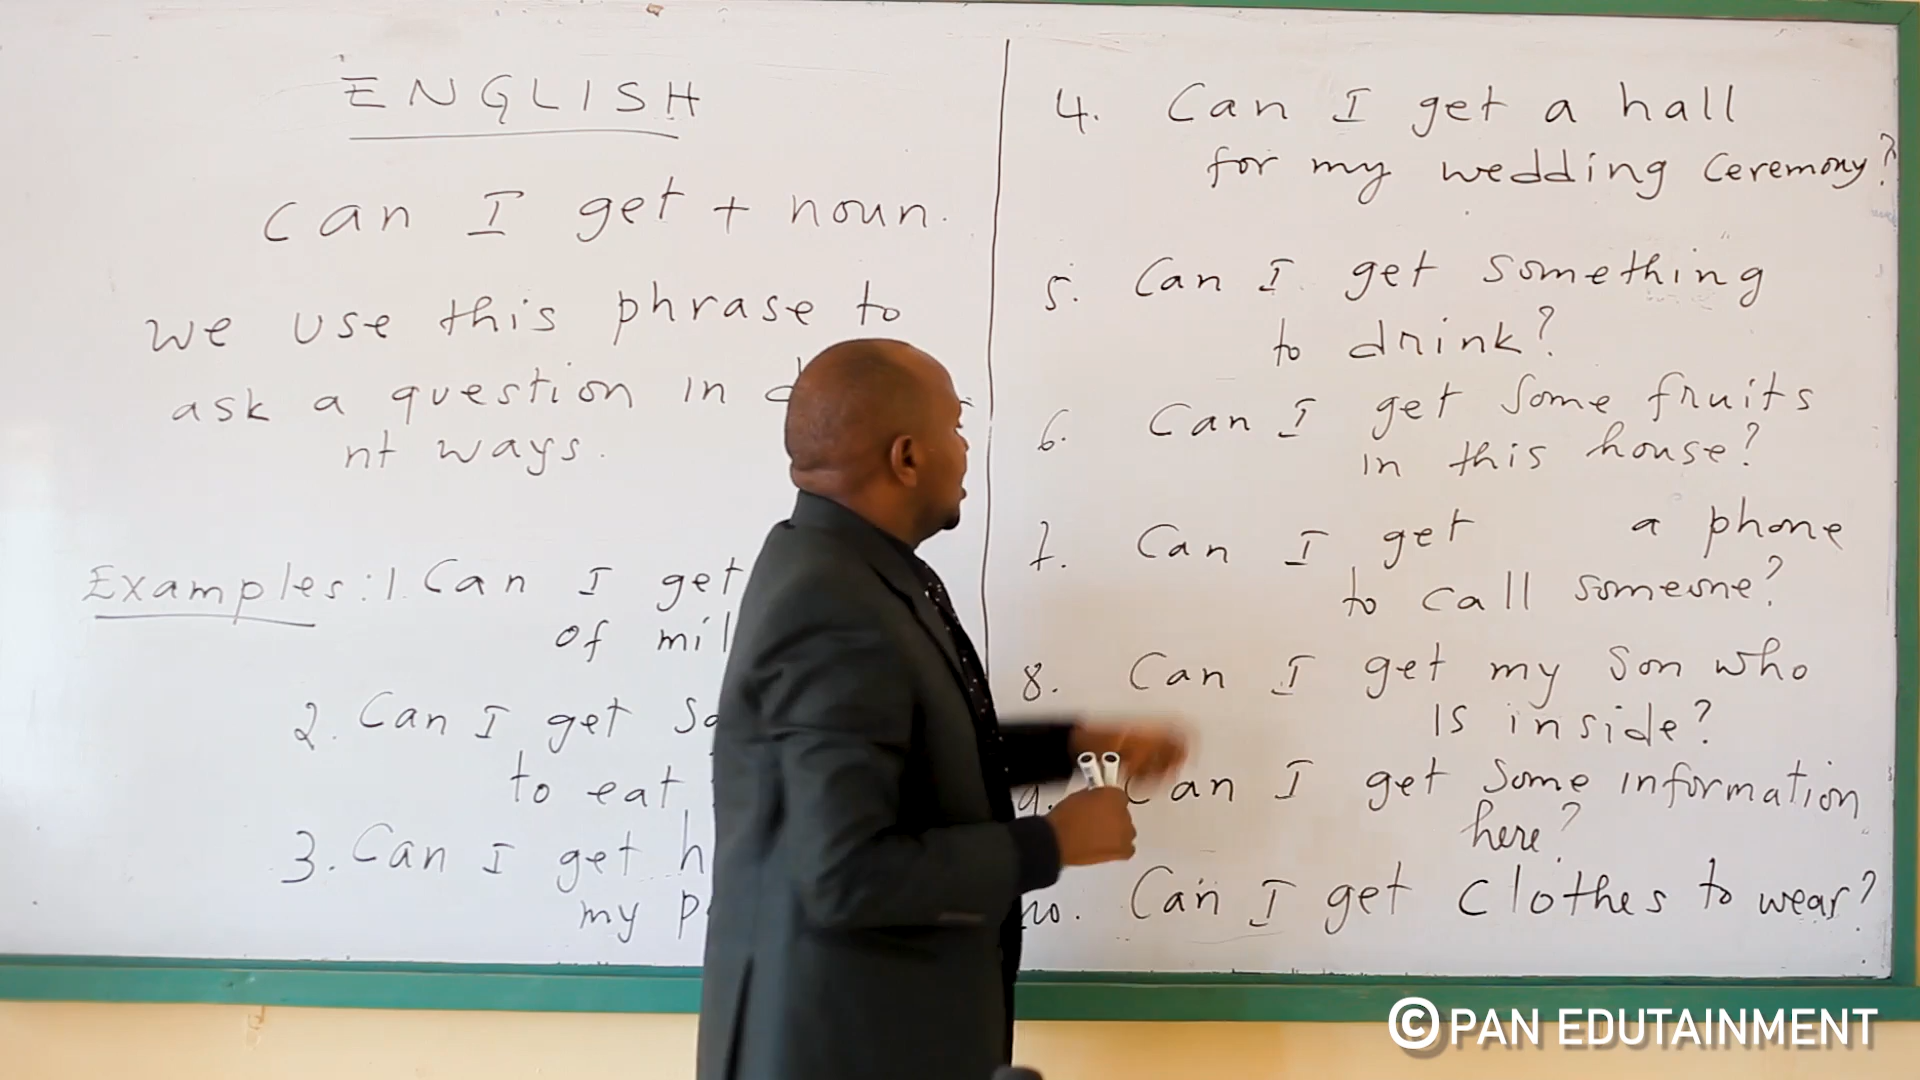 ENGLISH
Can I get + noun.
We use this phrase to
ask a question in
nt ways.
Examples: 1. Can I get
of
2. Can I get
to eat
3. Can I get
my
4. Can I get a hall
for my wedding ceremony?
5. Can I get something
to drink?
6. Can I get some fruits
in this house?
7. Can I get a phone
to call someone?
8. Can I get my son who
is inside?
9. Can I get some information
here?
10. Can I get clothes to wear?
© PAN EDUTAINMENT